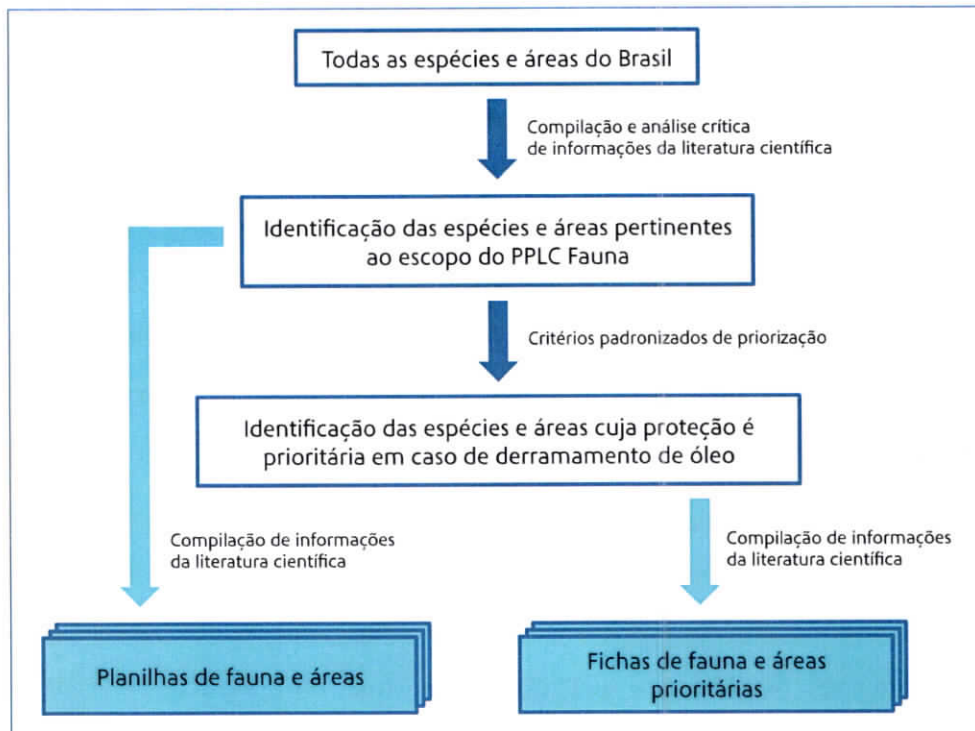 Todas as espécies e áreas do Brasil
Compilação e análise crítica
de informações da literatura científica
Identificação das espécies e áreas pertinentes
ao escopo do PPLC Fauna
Critérios padronizados de priorização
Identificação das espécies e áreas cuja proteção é
prioritária em caso de derramamento de óleo
Compilação de informações
da literatura científica
Compilação de informações
da literatura científica
Planilhas de fauna e áreas
Fichas de fauna e áreas
prioritárias